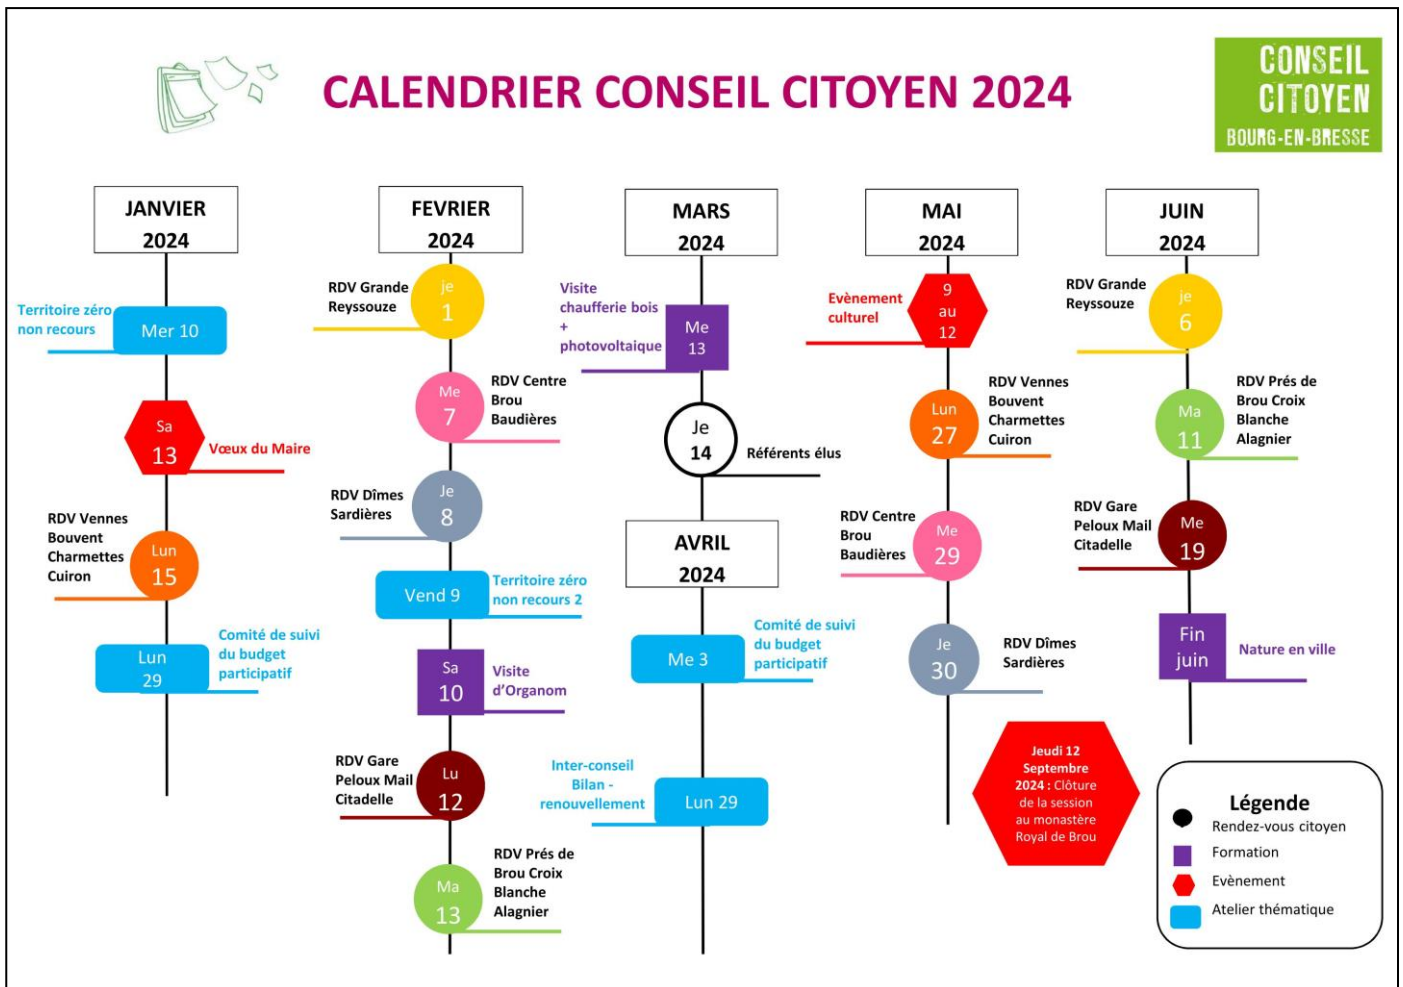 CALENDRIER CONSEIL CITOYEN 2024
CONSEIL
CITOYEN
BOURG-EN-BRESSE
JANVIER
2024
Territoire zéro
non recours
Mer 10
Sa
13
Vœux du Maire
RDV Vennes
Bouvent
Charmettes
Cuiron
Lun
15
Lun
29
Comité de suivi
du budget
participatif
FEVRIER
2024
RDV Grande
Reyssouze
je
1
Me
7
RDV Centre
Brou
Baudières
RDV Dîmes
Sardières
Je
8
Vend 9
Territoire zéro
non recours 2
Sa
10
Visite
d’Organom
RDV Gare
Peloux Mail
Citadelle
Lu
12
Ma
13
RDV Prés de
Brou Croix
Blanche
Alagnier
MARS
2024
Visite
chaufferie bois
+
photovoltaique
Me
13
Je
14
Référents élus
AVRIL
2024
Me 3
Comité de suivi
du budget
participatif
Inter-conseil
Bilan -
renouvellement
Lun 29
MAI
2024
Evènement
culturel
9
au
12
Lun
27
RDV Vennes
Bouvent
Charmettes
Cuiron
RDV Centre
Brou
Baudières
Me
29
Je
30
RDV Dîmes
Sardières
Jeudi 12
Septembre
2024 : Clôture
de la session
au monastère
Royal de Brou
JUIN
2024
RDV Grande
Reyssouze
je
6
Ma
11
RDV Prés de
Brou Croix
Blanche
Alagnier
RDV Gare
Peloux Mail
Citadelle
Me
19
Fin
juin
Nature en ville
Légende
Rendez-vous citoyen
Formation
Evènement
Atelier thématique